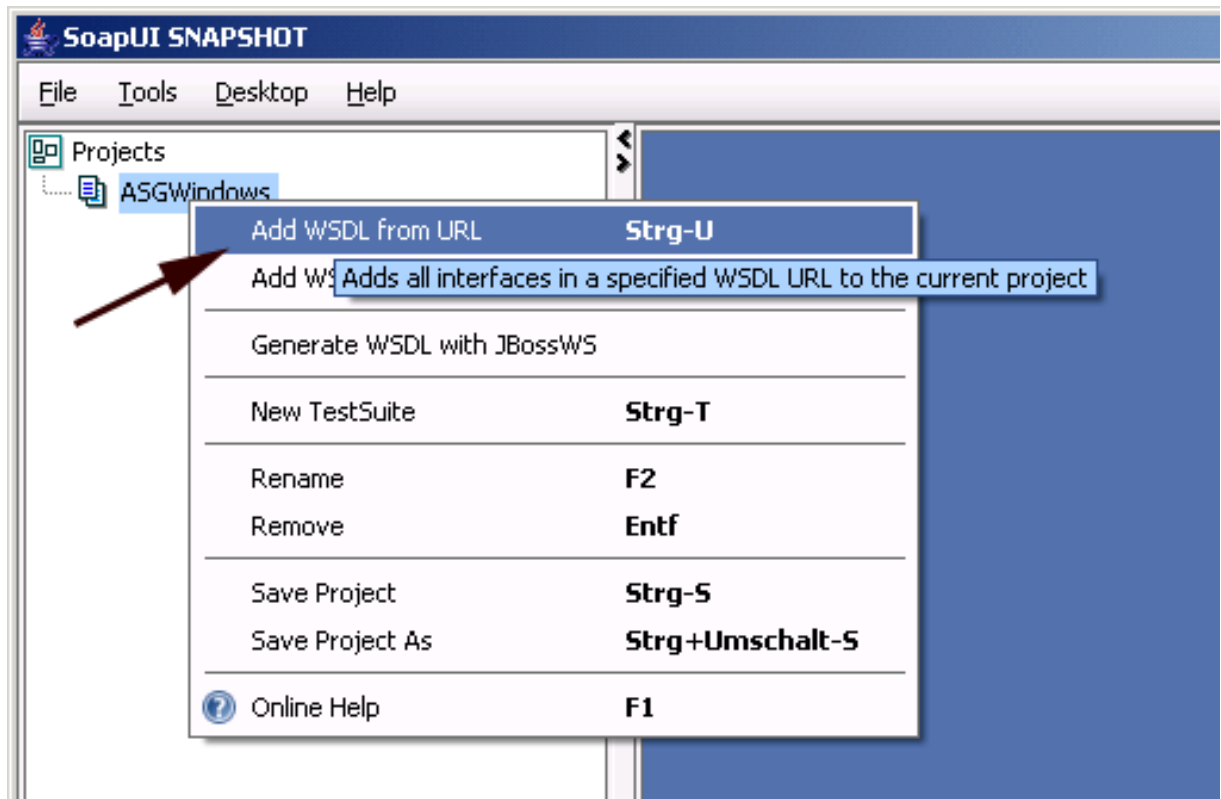 SoapUI SNAPSHOT
File Tools Desktop Help
Projects
ASGWindows
Add WSDL from URL Strg-U
Add
Adds all interfaces in a specified WSDL URL to the current project
Generate WSDL with JBossWS
New TestSuite Strg-T
Rename F2
Remove Entf
Save Project Strg-S
Save Project As Strg+Umschalt-S
Online Help F1